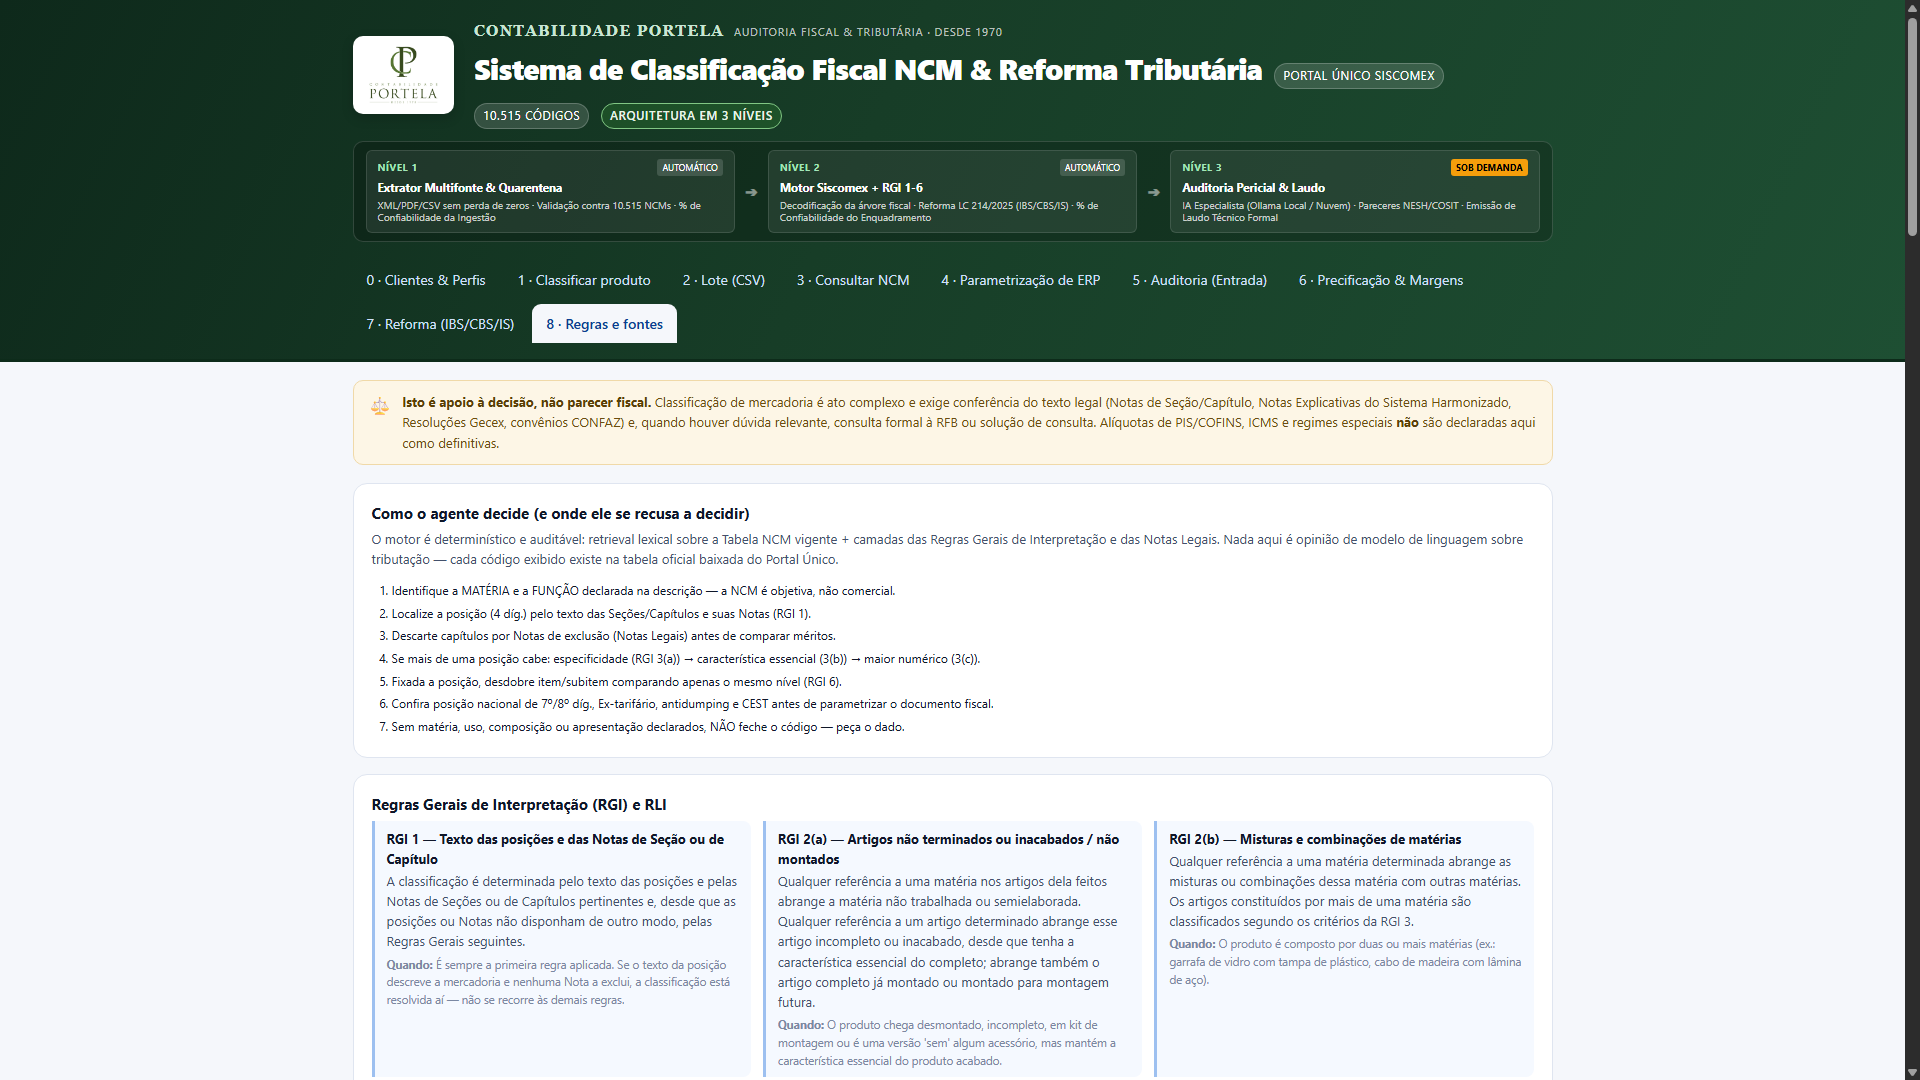 CONTABILIDADE PORTELA AUDITORIA FISCAL & TRIBUTÁRIA · DESDE 1970
CONTABILIDADE
PORTELA
Sistema de Classificação Fiscal NCM & Reforma Tributária PORTAL ÚNICO SISCOMEX
10.515 CÓDIGOS ARQUITETURA EM 3 NÍVEIS
NÍVEL 1 AUTOMÁTICO
Extrator Multifonte & Quarentena
XML/PDF/CSV sem perda de zeros · Validação contra 10.515 NCMs · % de
Confiabilidade da Ingestão
➔
NÍVEL 2 AUTOMÁTICO
Motor Siscomex + RGI 1-6
Decodificação da árvore fiscal · Reforma LC 214/2025 (IBS/CBS/IS) · % de
Confiabilidade do Enquadramento
➔
NÍVEL 3 SOB DEMANDA
Auditoria Pericial & Laudo
IA Especialista (Ollama Local / Nuvem) · Pareceres NESH/COSIT · Emissão de
Laudo Técnico Formal
0 · Clientes & Perfis 1 · Classificar produto 2 · Lote (CSV) 3 · Consultar NCM 4 · Parametrização de ERP 5 · Auditoria (Entrada) 6 · Precificação & Margens
7 · Reforma (IBS/CBS/IS) 8 · Regras e fontes
Isto é apoio à decisão, não parecer fiscal. Classificação de mercadoria é ato complexo e exige conferência do texto legal (Notas de Seção/Capítulo, Notas Explicativas do Sistema Harmonizado,
Resoluções Gecex, convênios CONFAZ) e, quando houver dúvida relevante, consulta formal à RFB ou solução de consulta. Alíquotas de PIS/COFINS, ICMS e regimes especiais não são declaradas aqui
como definitivas.
Como o agente decide (e onde ele se recusa a decidir)
O motor é determinístico e auditável: retrieval lexical sobre a Tabela NCM vigente + camadas das Regras Gerais de Interpretação e das Notas Legais. Nada aqui é opinião de modelo de linguagem sobre
tributação — cada código exibido existe na tabela oficial baixada do Portal Único.
1. Identifique a MATÉRIA e a FUNÇÃO declarada na descrição — a NCM é objetiva, não comercial.
2. Localize a posição (4 díg.) pelo texto das Seções/Capítulos e suas Notas (RGI 1).
3. Descarte capítulos por Notas de exclusão (Notas Legais) antes de comparar méritos.
4. Se mais de uma posição cabe: especificidade (RGI 3(a)) → característica essencial (3(b)) → maior numérico (3(c)).
5. Fixada a posição, desdobre item/subitem comparando apenas o mesmo nível (RGI 6).
6. Confira posição nacional de 7º/8º díg., Ex-tarifário, antidumping e CEST antes de parametrizar o documento fiscal.
7. Sem matéria, uso, composição ou apresentação declarados, NÃO feche o código — peça o dado.
Regras Gerais de Interpretação (RGI) e RLI
RGI 1 — Texto das posições e das Notas de Seção ou de
Capítulo
A classificação é determinada pelo texto das posições e pelas
Notas de Seções ou de Capítulos pertinentes e, desde que as
posições ou Notas não disponham de outro modo, pelas
Regras Gerais seguintes.
Quando: É sempre a primeira regra aplicada. Se o texto da posição
descreve a mercadoria e nenhuma Nota a exclui, a classificação está
resolvida aí — não se recorre às demais regras.
RGI 2(a) — Artigos não terminados ou inacabados / não
montados
Qualquer referência a uma matéria nos artigos dela feitos
abrange a matéria não trabalhada ou semielaborada.
Qualquer referência a um artigo determinado abrange esse
artigo incompleto ou inacabado, desde que tenha a
característica essencial do completo; abrange também o
artigo completo já montado ou montado para montagem
futura.
Quando: O produto chega desmontado, incompleto, em kit de
montagem ou é uma versão 'sem' algum acessório, mas mantém a
característica essencial do produto acabado.
RGI 2(b) — Misturas e combinações de matérias
Qualquer referência a uma matéria determinada abrange as
misturas ou combinações dessa matéria com outras matérias.
Os artigos constituídos por mais de uma matéria são
classificados segundo os critérios da RGI 3.
Quando: O produto é composto por duas ou mais matérias (ex.:
garrafa de vidro com tampa de plástico, cabo de madeira com lâmina
de aço).